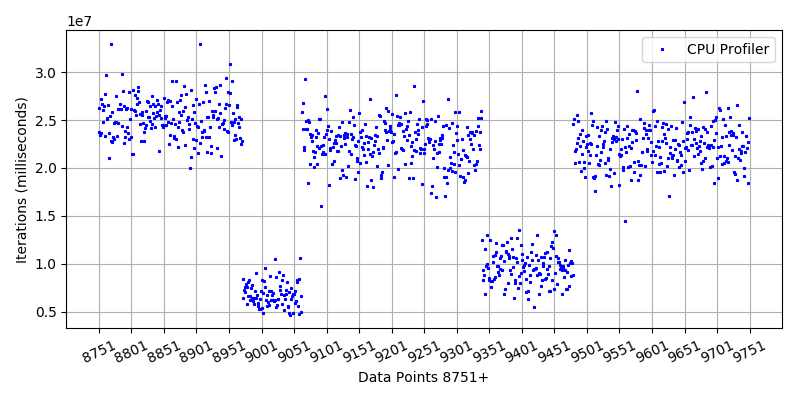 1e7
CPU Profiler
3.0
2.5
2.0
1.5
1.0
0.5
Iterations (milliseconds)
8751 8801 8851 8901 8951 9001 9051 9101 9151 9201 9251 9301 9351 9401 9451 9501 9551 9601 9651 9701 9751
Data Points 8751+